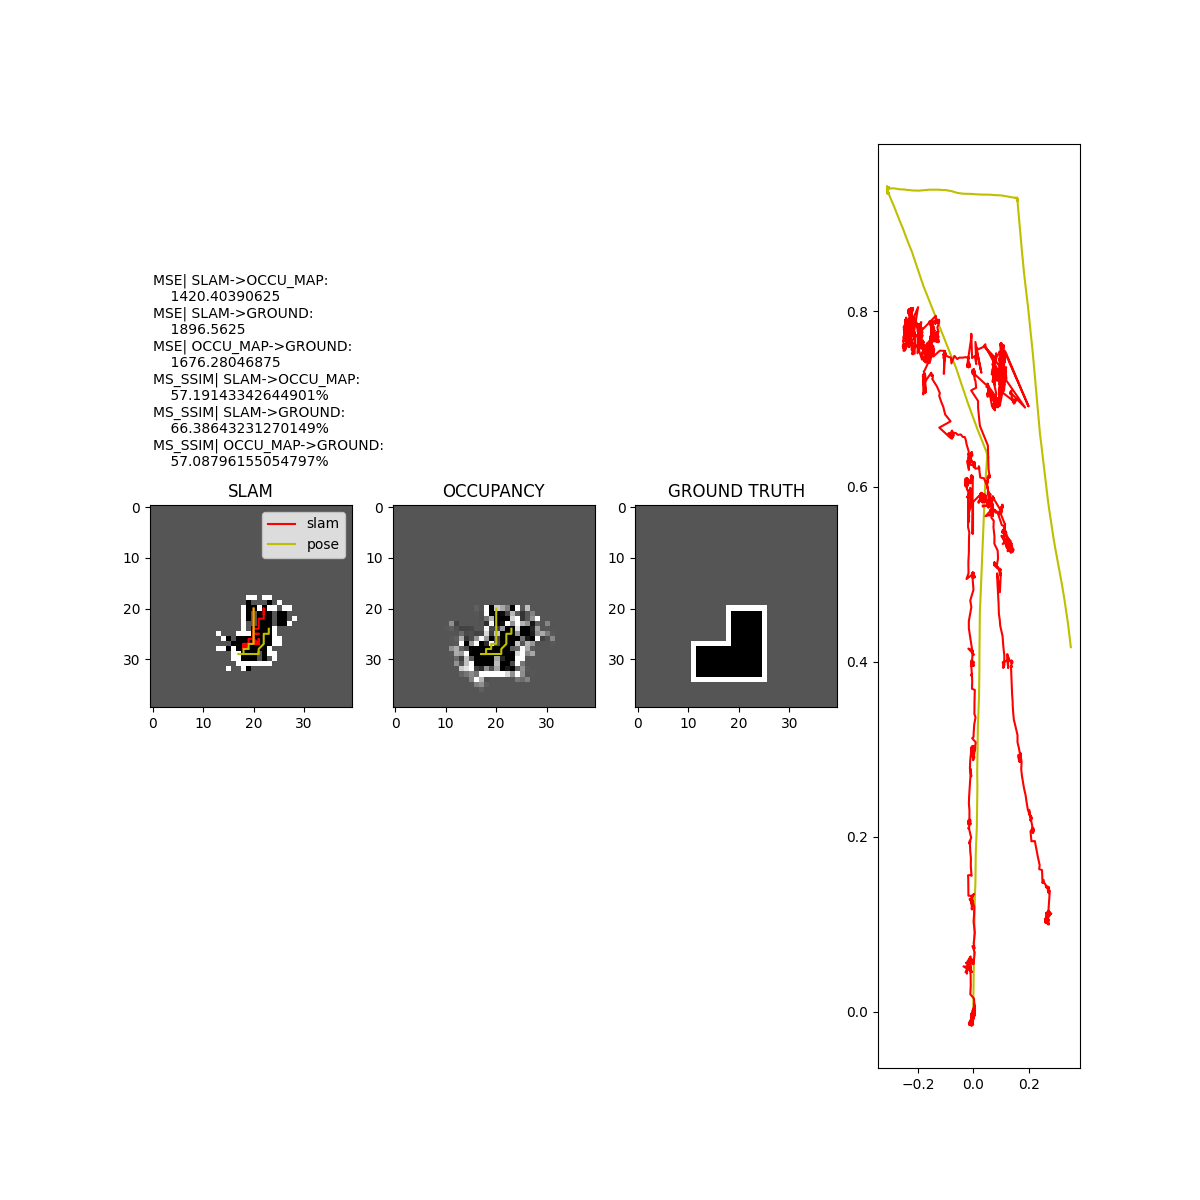 MSE| SLAM->OCCU_MAP:
1420.40390625
MSE| SLAM->GROUND:
1896.5625
MSE| OCCU_MAP->GROUND:
1676.28046875
MS_SSIM| SLAM->OCCU_MAP:
57.19143342644901%
MS_SSIM| SLAM->GROUND:
66.38643231270149%
MS_SSIM| OCCU_MAP->GROUND:
57.08796155054797%
SLAM
slam
pose
0
10
20
30
0 10 20 30
OCCUPANCY
0
10
20
30
0 10 20 30
GROUND TRUTH
0
10
20
30
0 10 20 30
0.8
0.6
0.4
0.2
0.0
−0.2 0.0 0.2